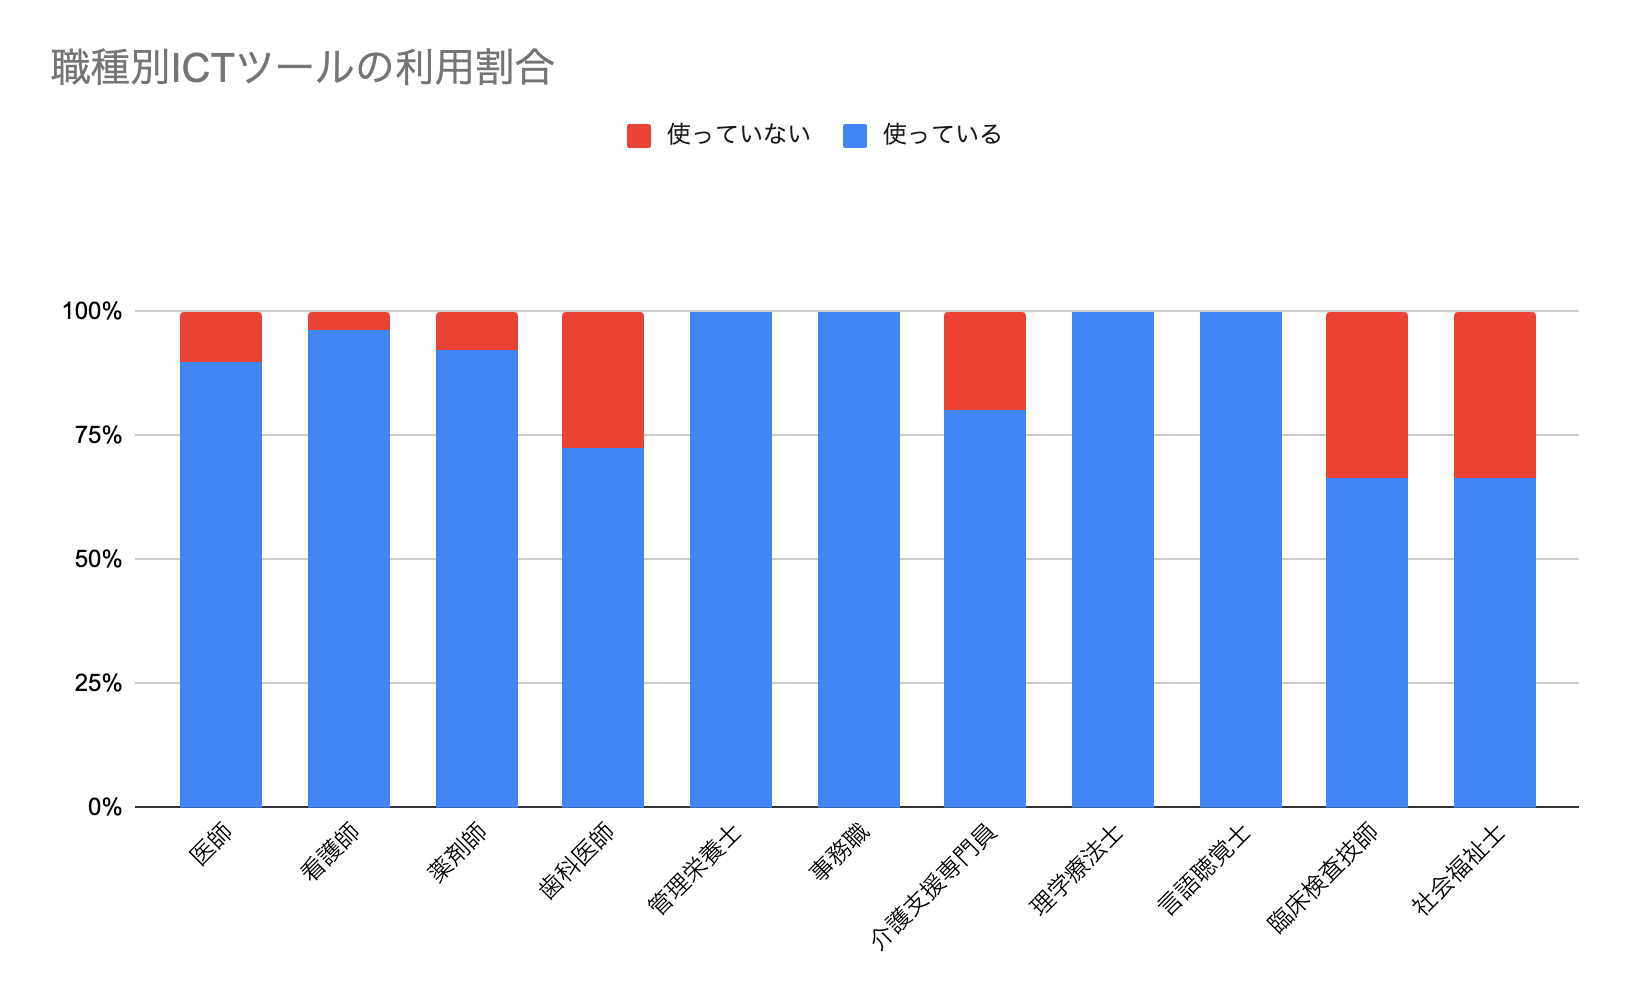 職種別ICTツールの利用割合
使っていない 使っている
100%
75%
50%
25%
0%
医師
看護師
薬剤師
歯科医師
管理栄養士
事務職
介護支援専門員
理学療法士
言語聴覚士
臨床検査技師
社会福祉士